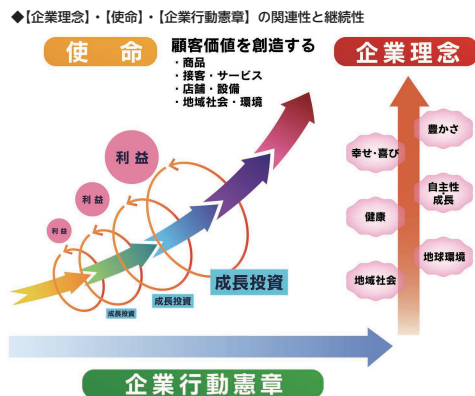 ◆【企業理念】・【使命】・【企業行動憲章】の関連性と継続性
使 命
顧客価値を創造する
・商品
・接客・サービス
・店舗・設備
・地域社会・環境
企業理念
豊かさ
幸せ・喜び
自主性
成長
健康
地球環境
地域社会
利益
利益
利益
成長投資
成長投資
成長投資
企業行動憲章